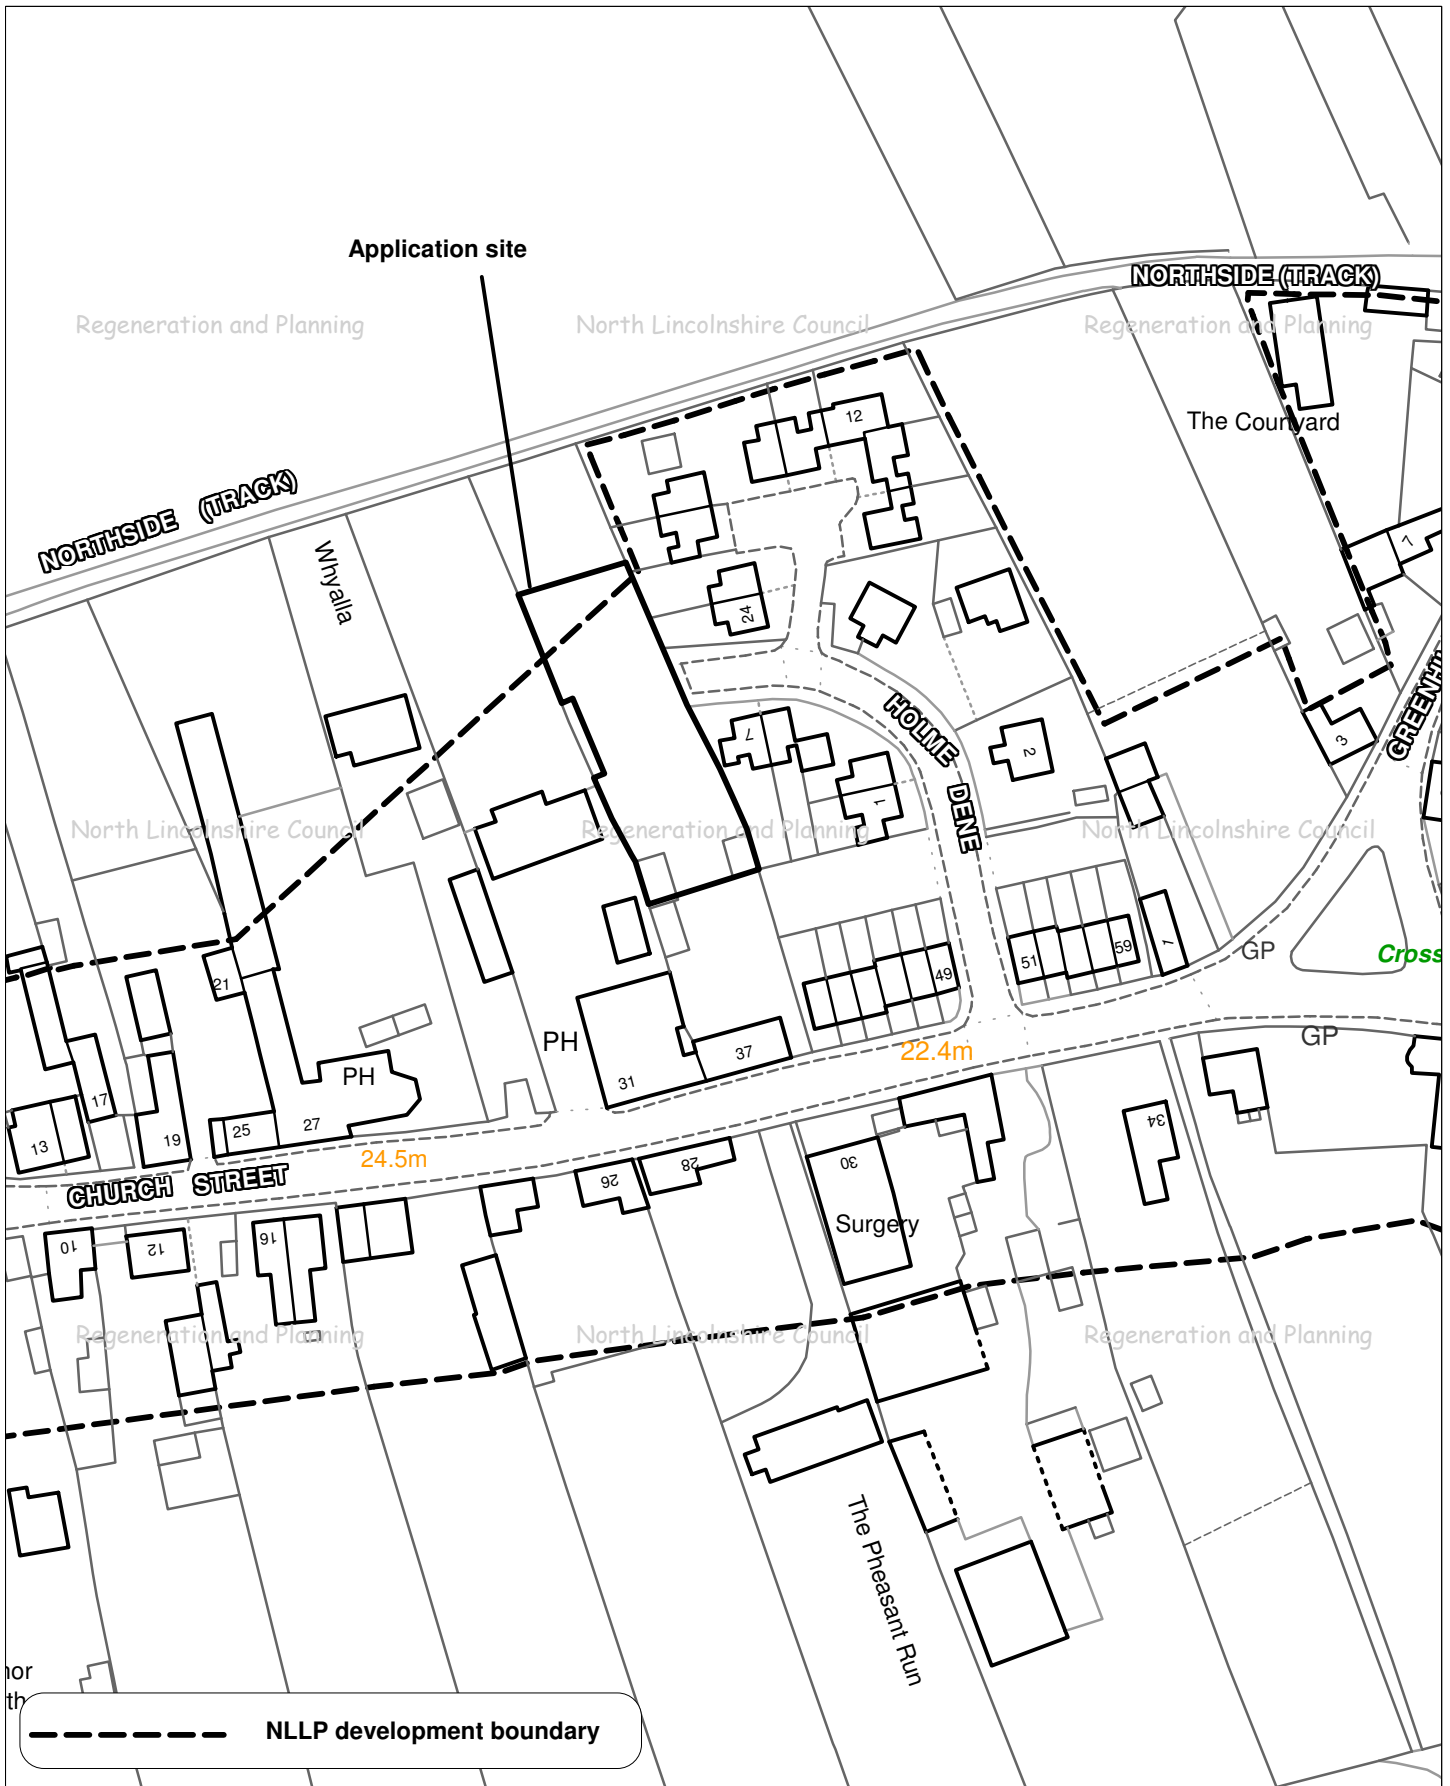 Application site
NORTHSIDE (TRACK)
Regeneration and Planning
North Lincolnshire Council
Regeneration and Planning
12
The Courtyard
NORTHSIDE (TRACK)
Whyalla
7
24
HOLME DENE
GREENHI
7
2
3
1
North Lincolnshire Council
Regeneration and Planning
North Lincolnshire Council
21
49
51
59
1
GP
Cross
PH
37
22.4m
GP
PH
31
17
13
19
25
27
24.5m
34
CHURCH STREET
26
28
30
10
12
16
Surgery
Regeneration and Planning
North Lincolnshire Council
Regeneration and Planning
The Pheasant Run
nor
th
NLLP development boundary